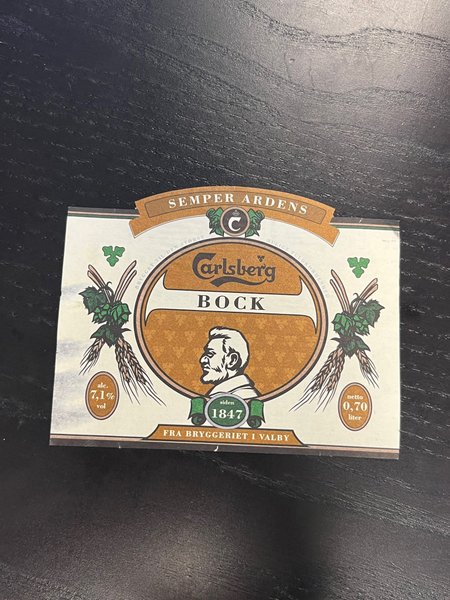 SEMPER ARDENS
C
Carlsberg
BOCK
alc.
7,1%
vol
siden
1847
netto
0,70
liter
FRA BRYGGERIET I VALBY